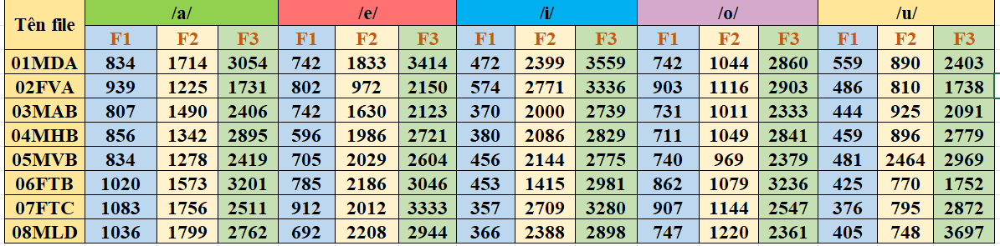 Tên file /a/ /e/ /i/ /o/ /u/
F1 F2 F3 F1 F2 F3 F1 F2 F3 F1 F2 F3 F1 F2 F3
01MDA 834 1714 3054 742 1833 3414 472 2399 3559 742 1044 2860 559 890 2403
02FVA 939 1225 1731 802 972 2150 574 2771 3336 903 1116 2903 486 810 1738
03MAB 807 1490 2406 742 1630 2123 370 2000 2739 731 1011 2333 444 925 2091
04MHB 856 1342 2895 596 1986 2721 380 2086 2829 711 1049 2841 459 896 2779
05MVB 834 1278 2419 705 2029 2604 456 2144 2775 740 969 2379 481 2464 2969
06FTB 1020 1573 3201 785 2186 3046 453 1415 2981 862 1079 3236 425 770 1752
07FTC 1083 1756 2511 912 2012 3333 357 2709 3280 907 1144 2547 376 795 2872
08MLD 1036 1799 2762 692 2208 2944 366 2388 2898 747 1220 2361 405 748 3697